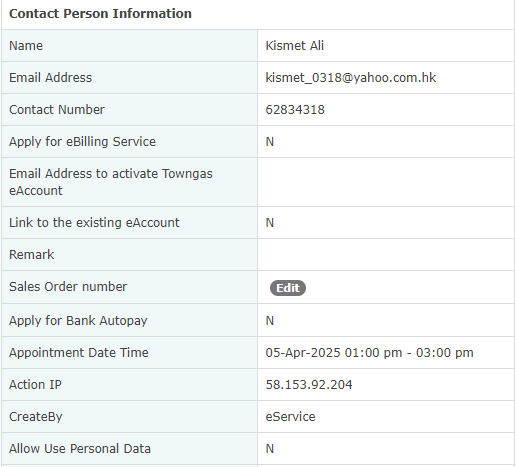 Contact Person Information
Name Kismet Ali
Email Address kismet_0318@yahoo.com.hk
Contact Number 62834318
Apply for eBilling Service N
Email Address to activate Towngas
eAccount
Link to the existing eAccount N
Remark
Sales Order number Edit
Apply for Bank Autopay N
Appointment Date Time 05-Apr-2025 01:00 pm - 03:00 pm
Action IP 58.153.92.204
CreateBy eService
Allow Use Personal Data N